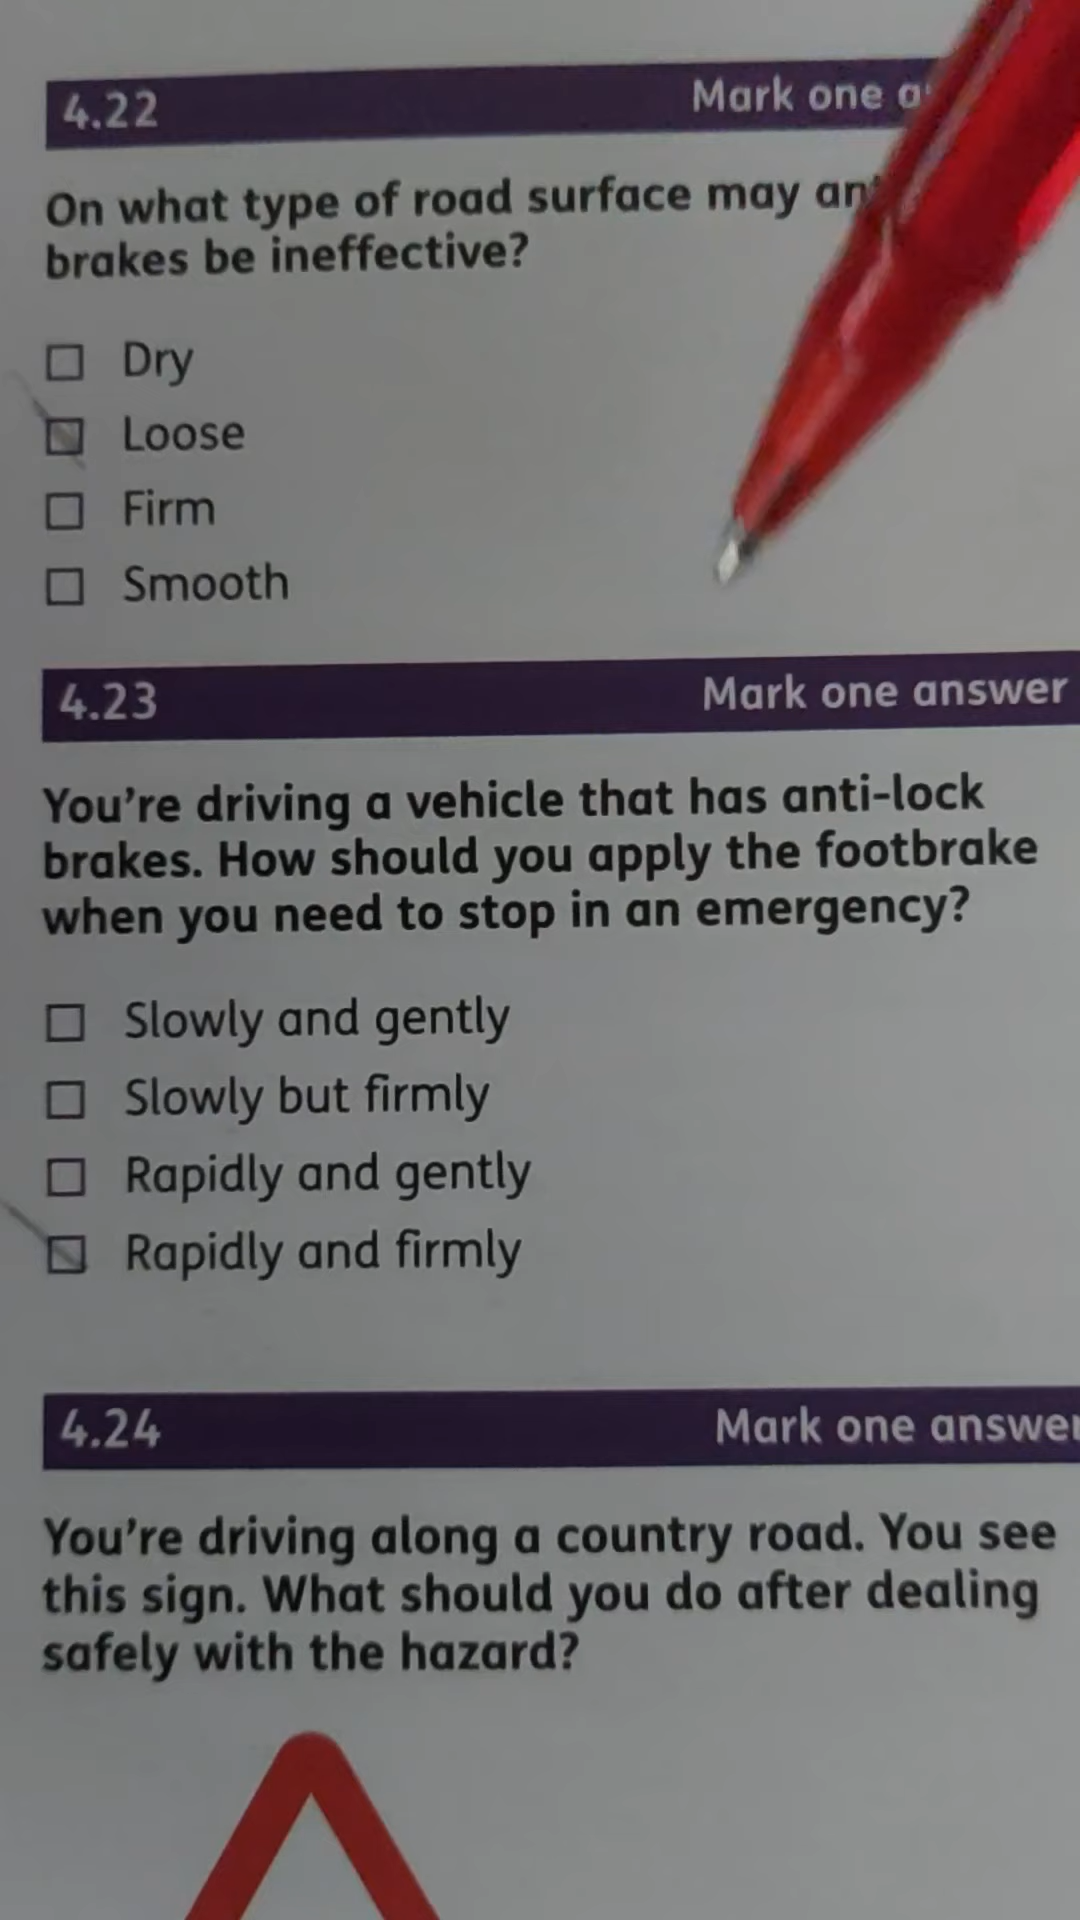 4.22 Mark one
On what type of road surface may
brakes be ineffective?
Dry
Loose
Firm
Smooth
4.23 Mark one answer
You're driving a vehicle that has anti-lock
brakes. How should you apply the footbrake
when you need to stop in an emergency?
Slowly and gently
Slowly but firmly
Rapidly and gently
Rapidly and firmly
4.24 Mark one answer
You're driving along a country road. You see
this sign. What should you do after dealing
safely with the hazard?